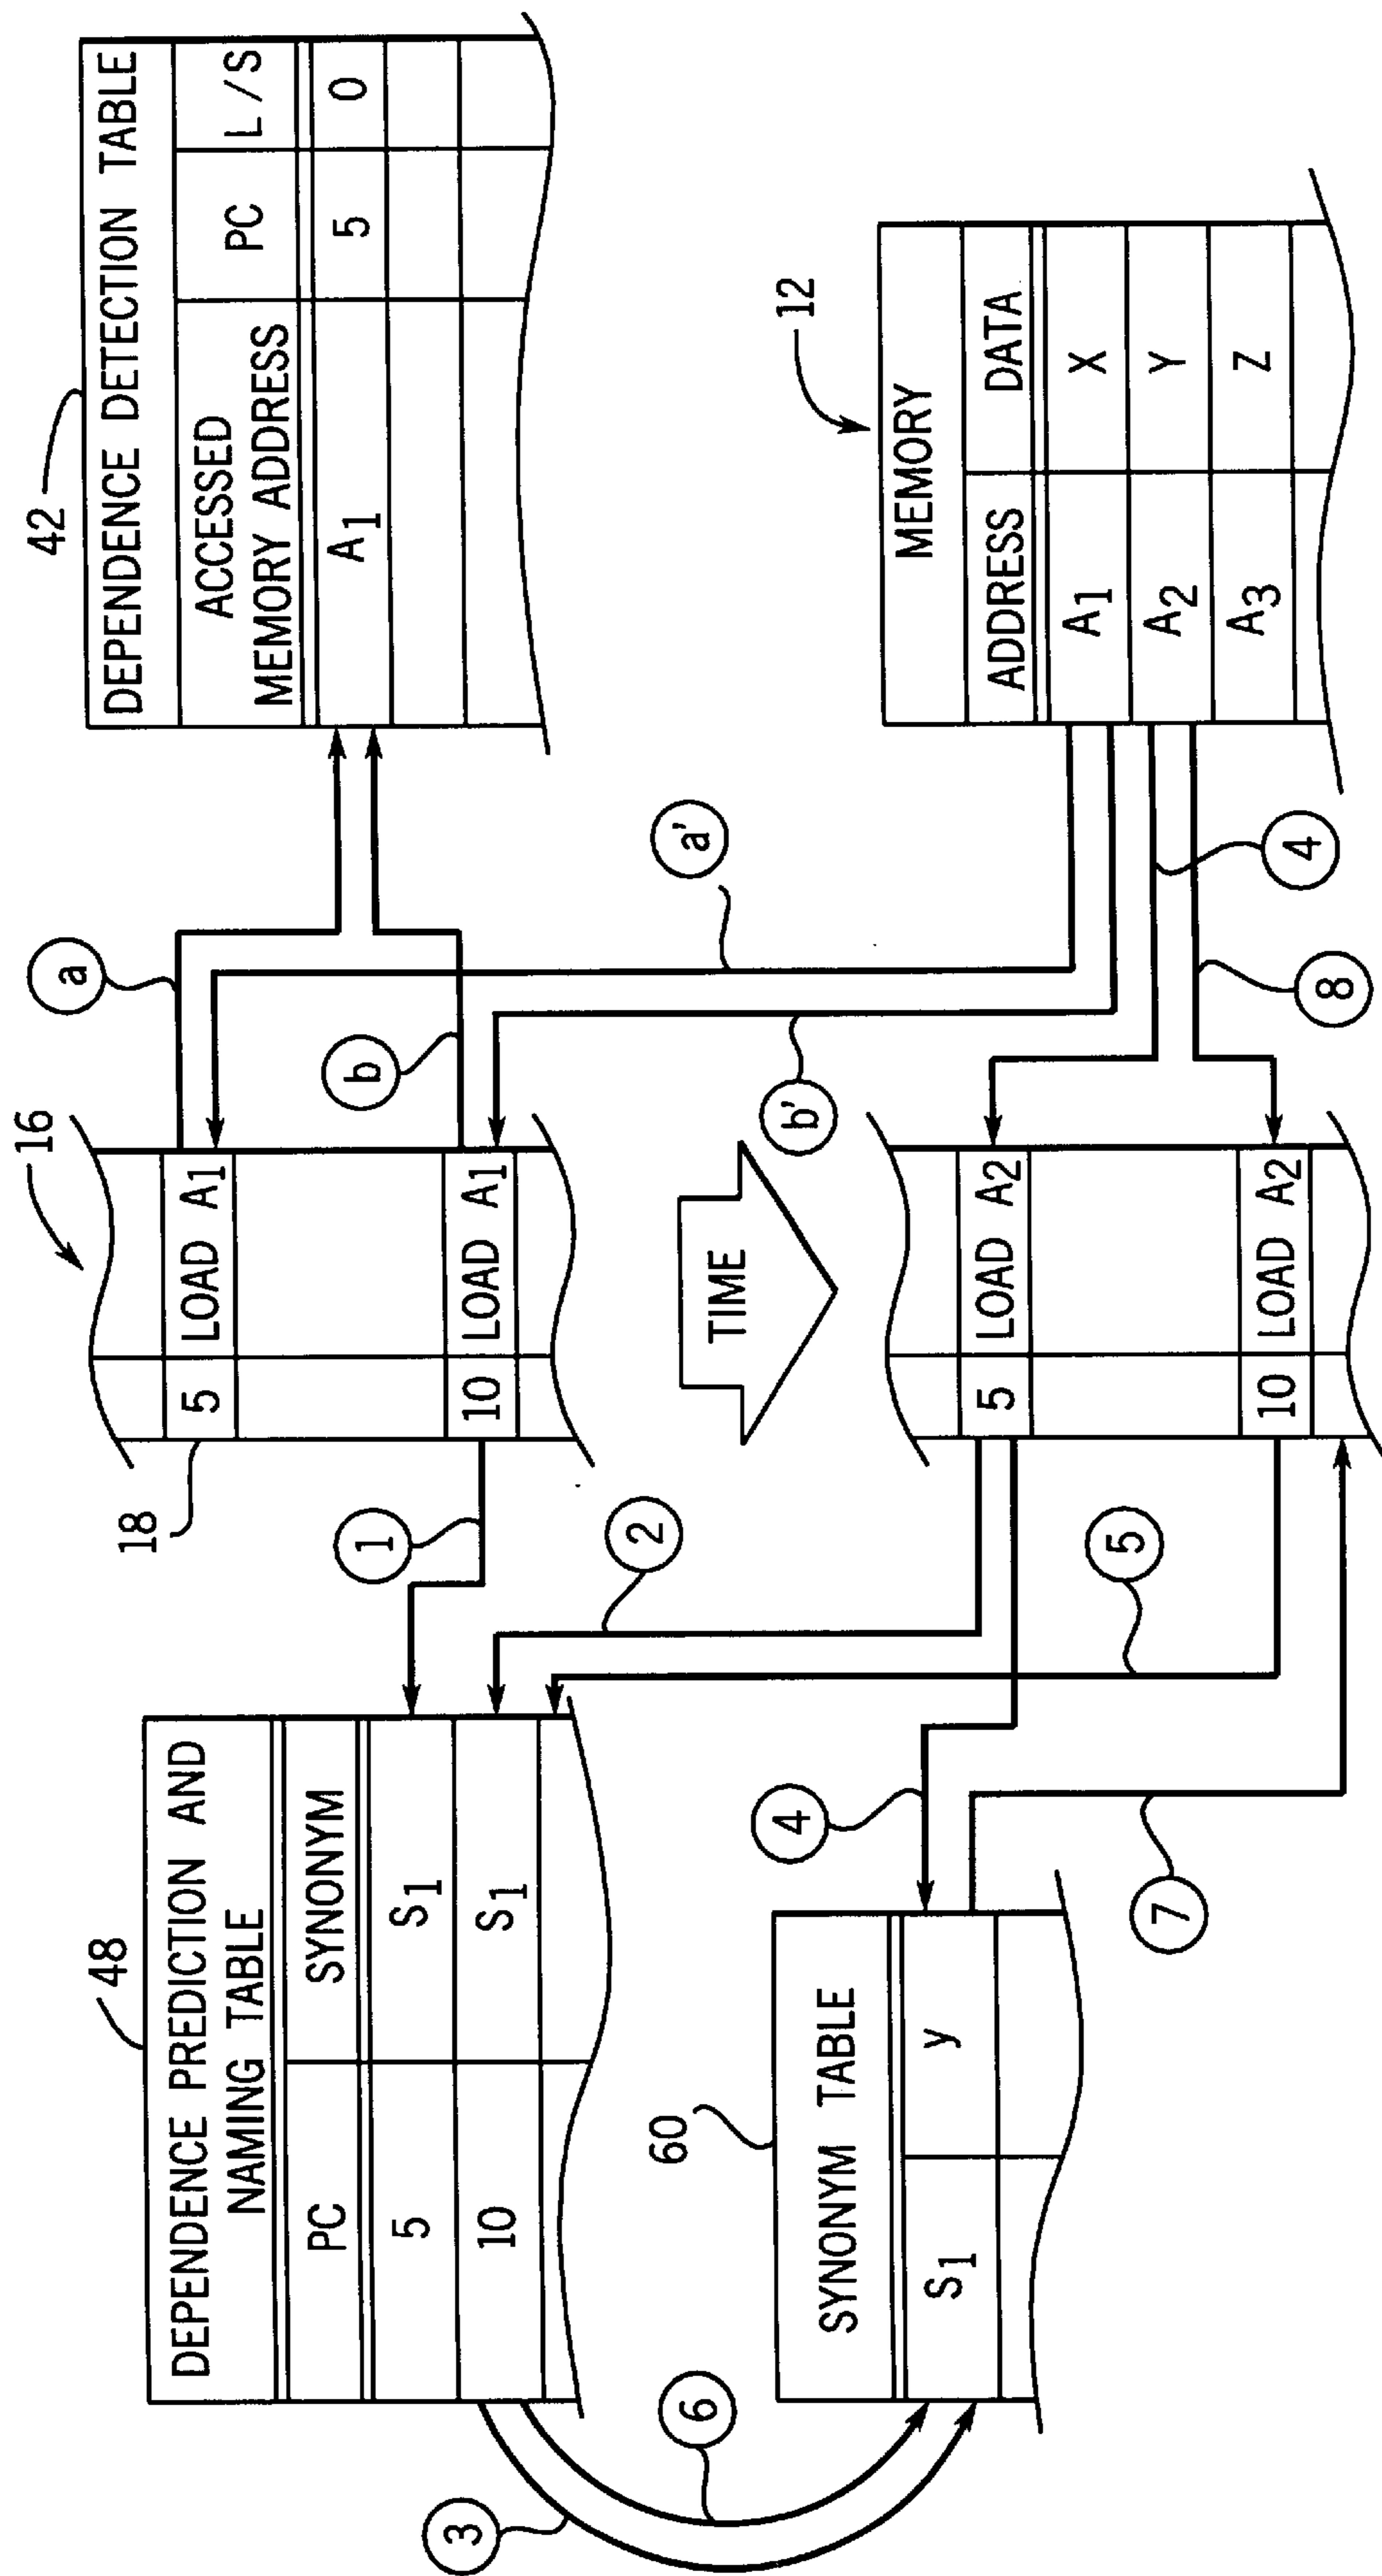 48
DEPENDENCE PREDICTION AND
NAMING TABLE
PC SYNONYM
5 S1
10 S1
1
2
3
6
18
16
5 LOAD A1
10 LOAD A1
a
b
42
DEPENDENCE DETECTION TABLE
ACCESSED
MEMORY ADDRESS PC L/S
A1 5 0
TIME
a'
b'
60
SYNONYM TABLE
S1 y
4
5
7
5 LOAD A2
10 LOAD A2
4
8
12
MEMORY
ADDRESS DATA
A1 X
A2 Y
A3 Z